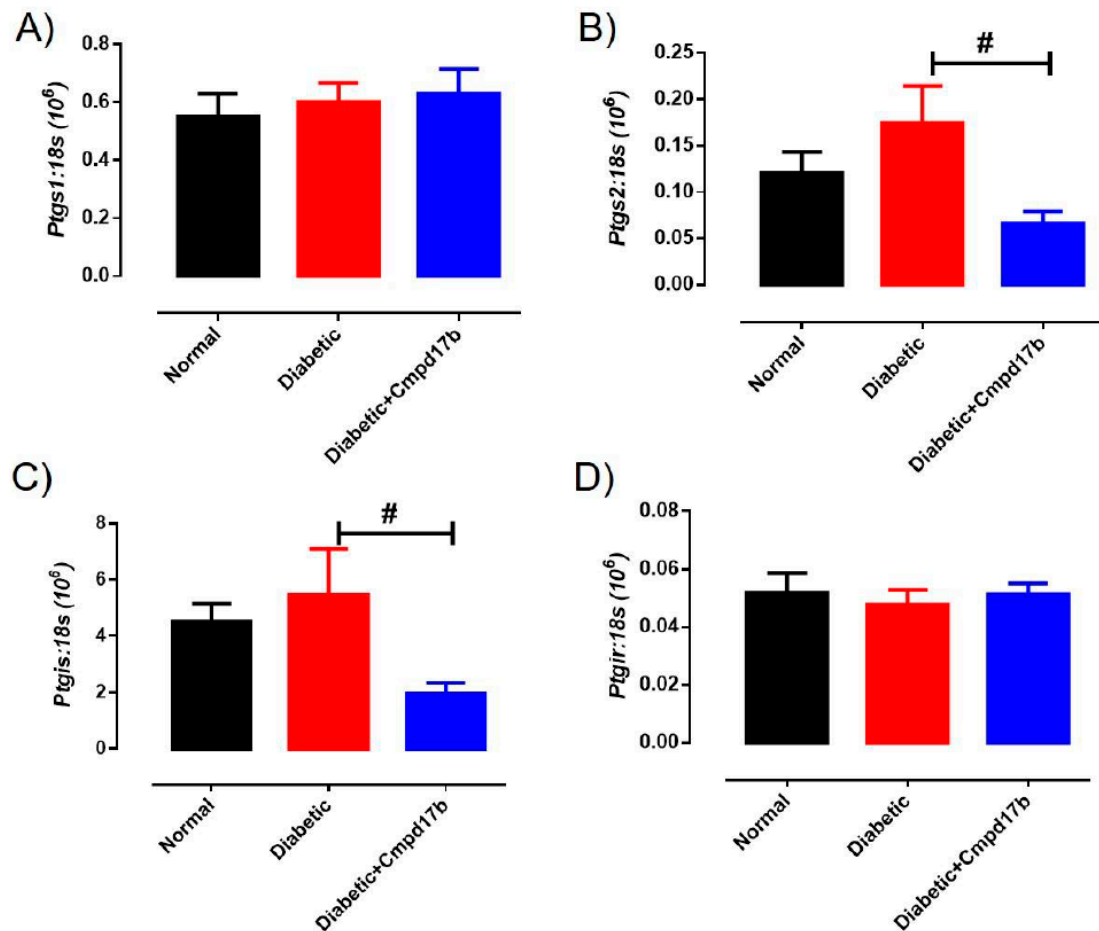 A)
Ptgs1:18s (10⁶)
0.8
0.6
0.4
0.2
0.0
Normal
Diabetic
Diabetic+Cmpd17b
B)
Ptgs2:18s (10⁶)
0.25
0.20
0.15
0.10
0.05
0.00
#
Normal
Diabetic
Diabetic+Cmpd17b
C)
Ptgis:18s (10⁶)
8
6
4
2
0
#
Normal
Diabetic
Diabetic+Cmpd17b
D)
Ptgir:18s (10⁶)
0.08
0.06
0.04
0.02
0.00
Normal
Diabetic
Diabetic+Cmpd17b